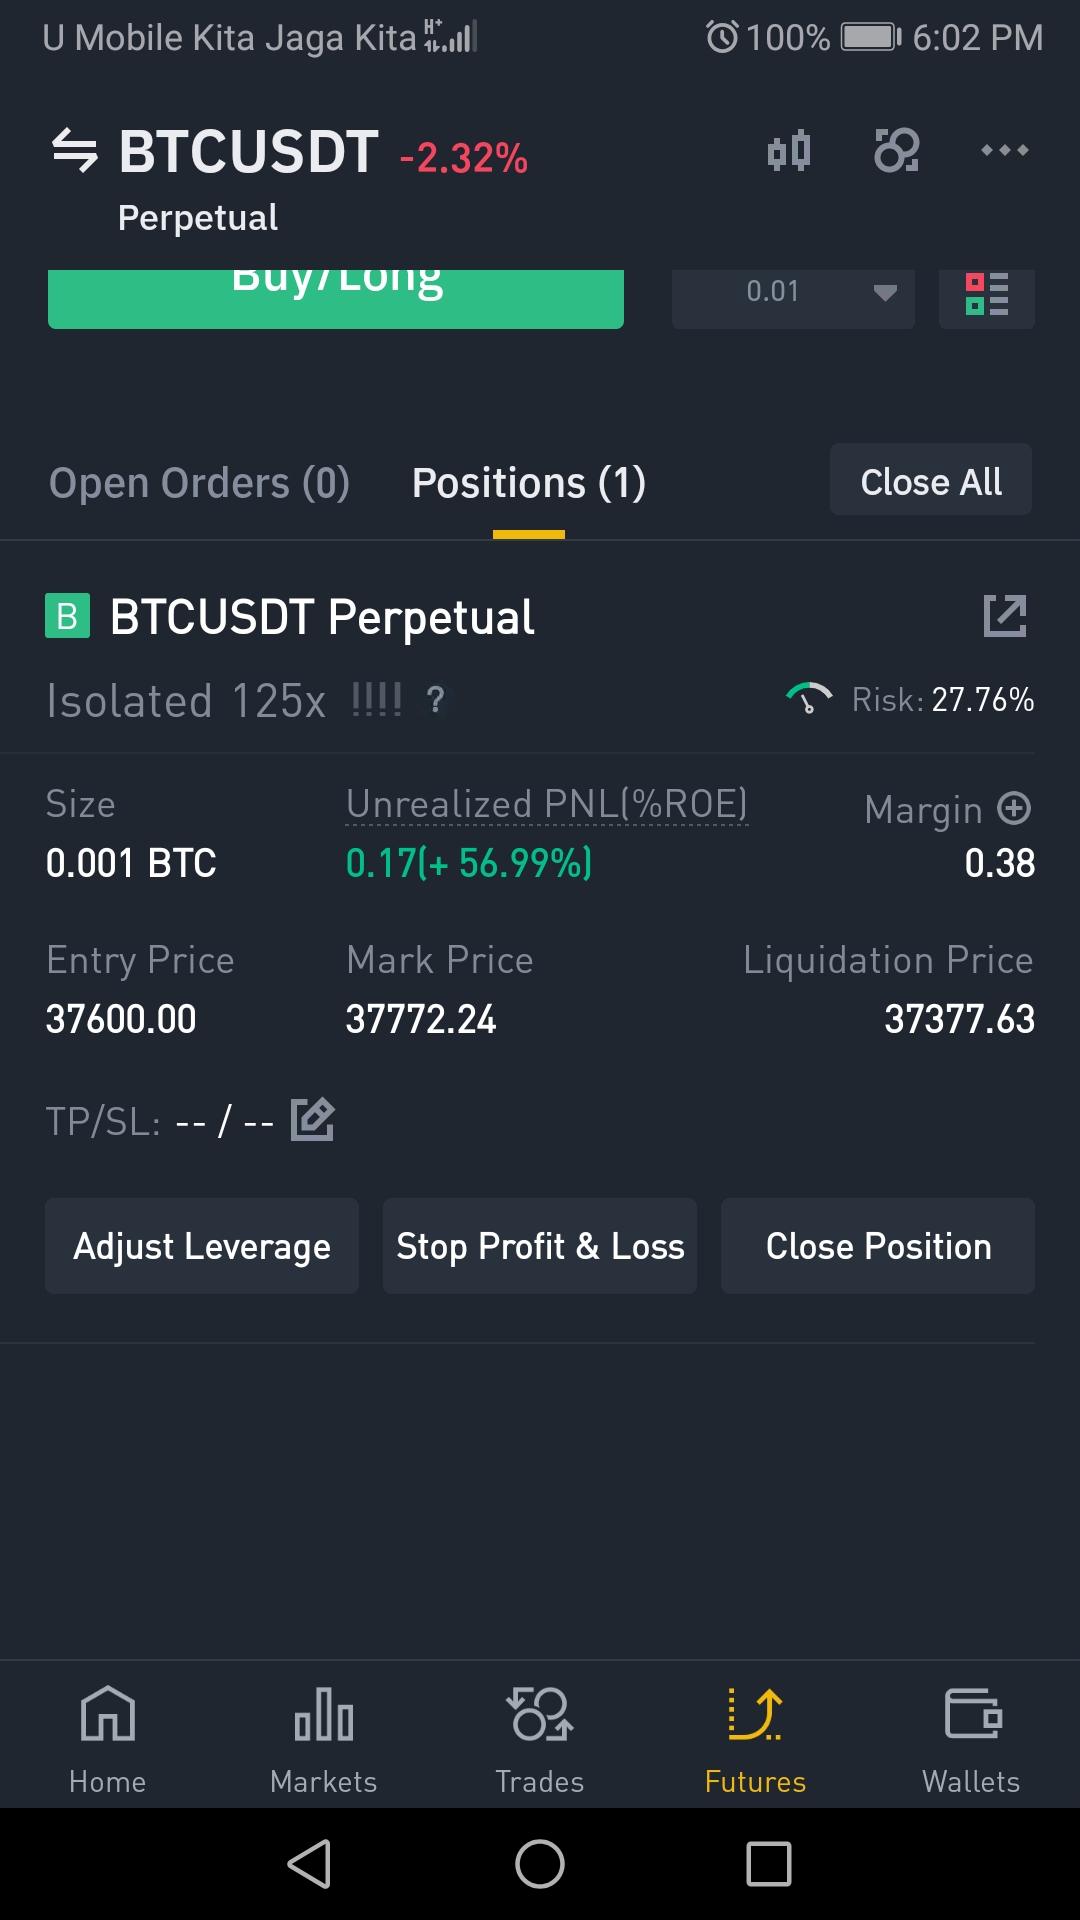 U Mobile Kita Jaga Kita 100% 6:02 PM
BTCUSDT -2.32%
Perpetual
Buy/Long 0.01
Open Orders (0) Positions (1) Close All
B BTCUSDT Perpetual
Isolated 125x !!!! ? Risk: 27.76%
Size Unrealized PNL(%ROE) Margin
0.001 BTC 0.17(+ 56.99%) 0.38
Entry Price Mark Price Liquidation Price
37600.00 37772.24 37377.63
TP/SL: -- / --
Adjust Leverage Stop Profit & Loss Close Position
Home Markets Trades Futures Wallets